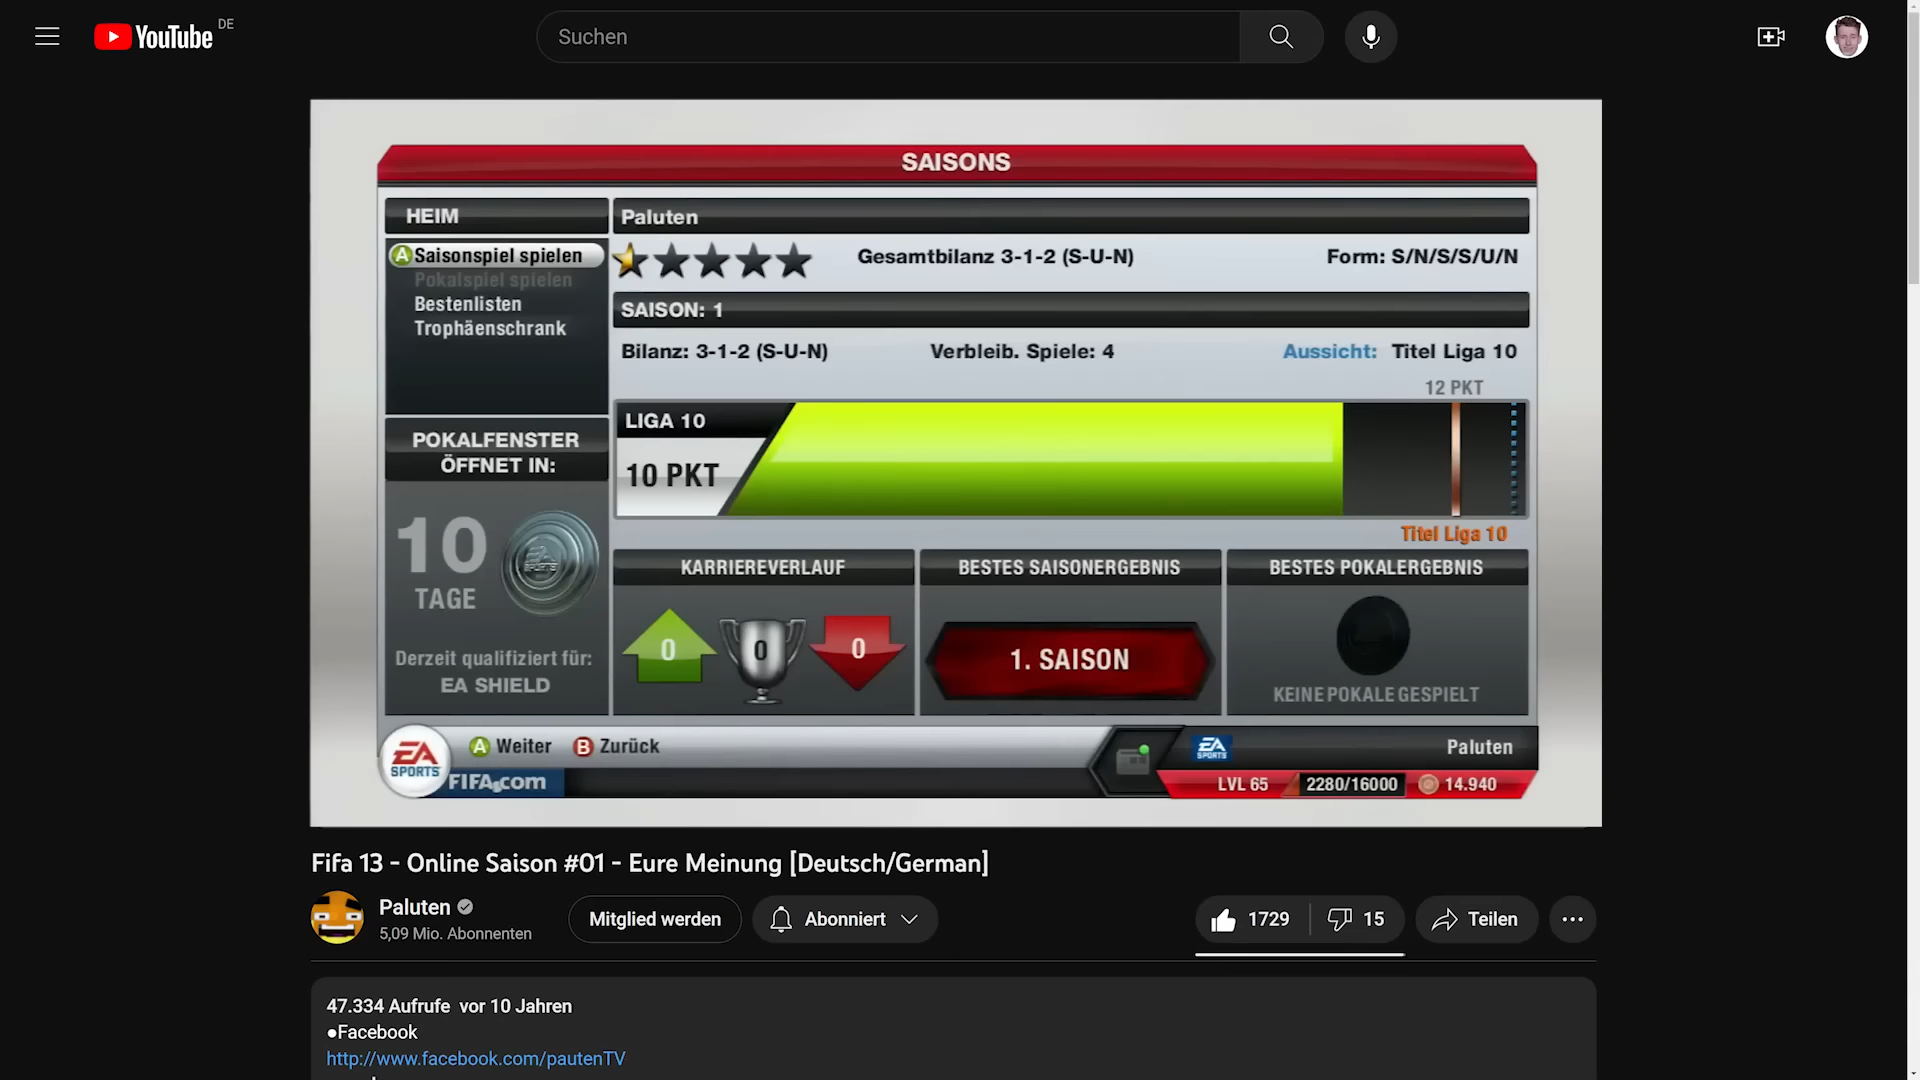 YouTube DE
Suchen
SAISONS
HEIM
A Saisonspiel spielen
Pokalspiel spielen
Bestenlisten
Trophäenschrank
POKALFENSTER
ÖFFNET IN:
10
TAGE
EA SPORTS
Derzeit qualifiziert für:
EA SHIELD
Paluten
Gesamtbilanz 3-1-2 (S-U-N)
Form: S/N/S/S/U/N
SAISON: 1
Bilanz: 3-1-2 (S-U-N)
Verbleib. Spiele: 4
Aussicht: Titel Liga 10
12 PKT
LIGA 10
10 PKT
Titel Liga 10
KARRIEREVERLAUF
0
0
0
BESTES SAISONERGEBNIS
1. SAISON
BESTES POKALERGEBNIS
KEINE POKALE GESPIELT
EA SPORTS
A Weiter B Zurück
FIFA.com
EA SPORTS
Paluten
LVL 65 2280/16000 14.940
Fifa 13 - Online Saison #01 - Eure Meinung [Deutsch/German]
Paluten
5,09 Mio. Abonnenten
Mitglied werden
Abonniert
1729
15
Teilen
47.334 Aufrufe vor 10 Jahren
●Facebook
http://www.facebook.com/pautenTV